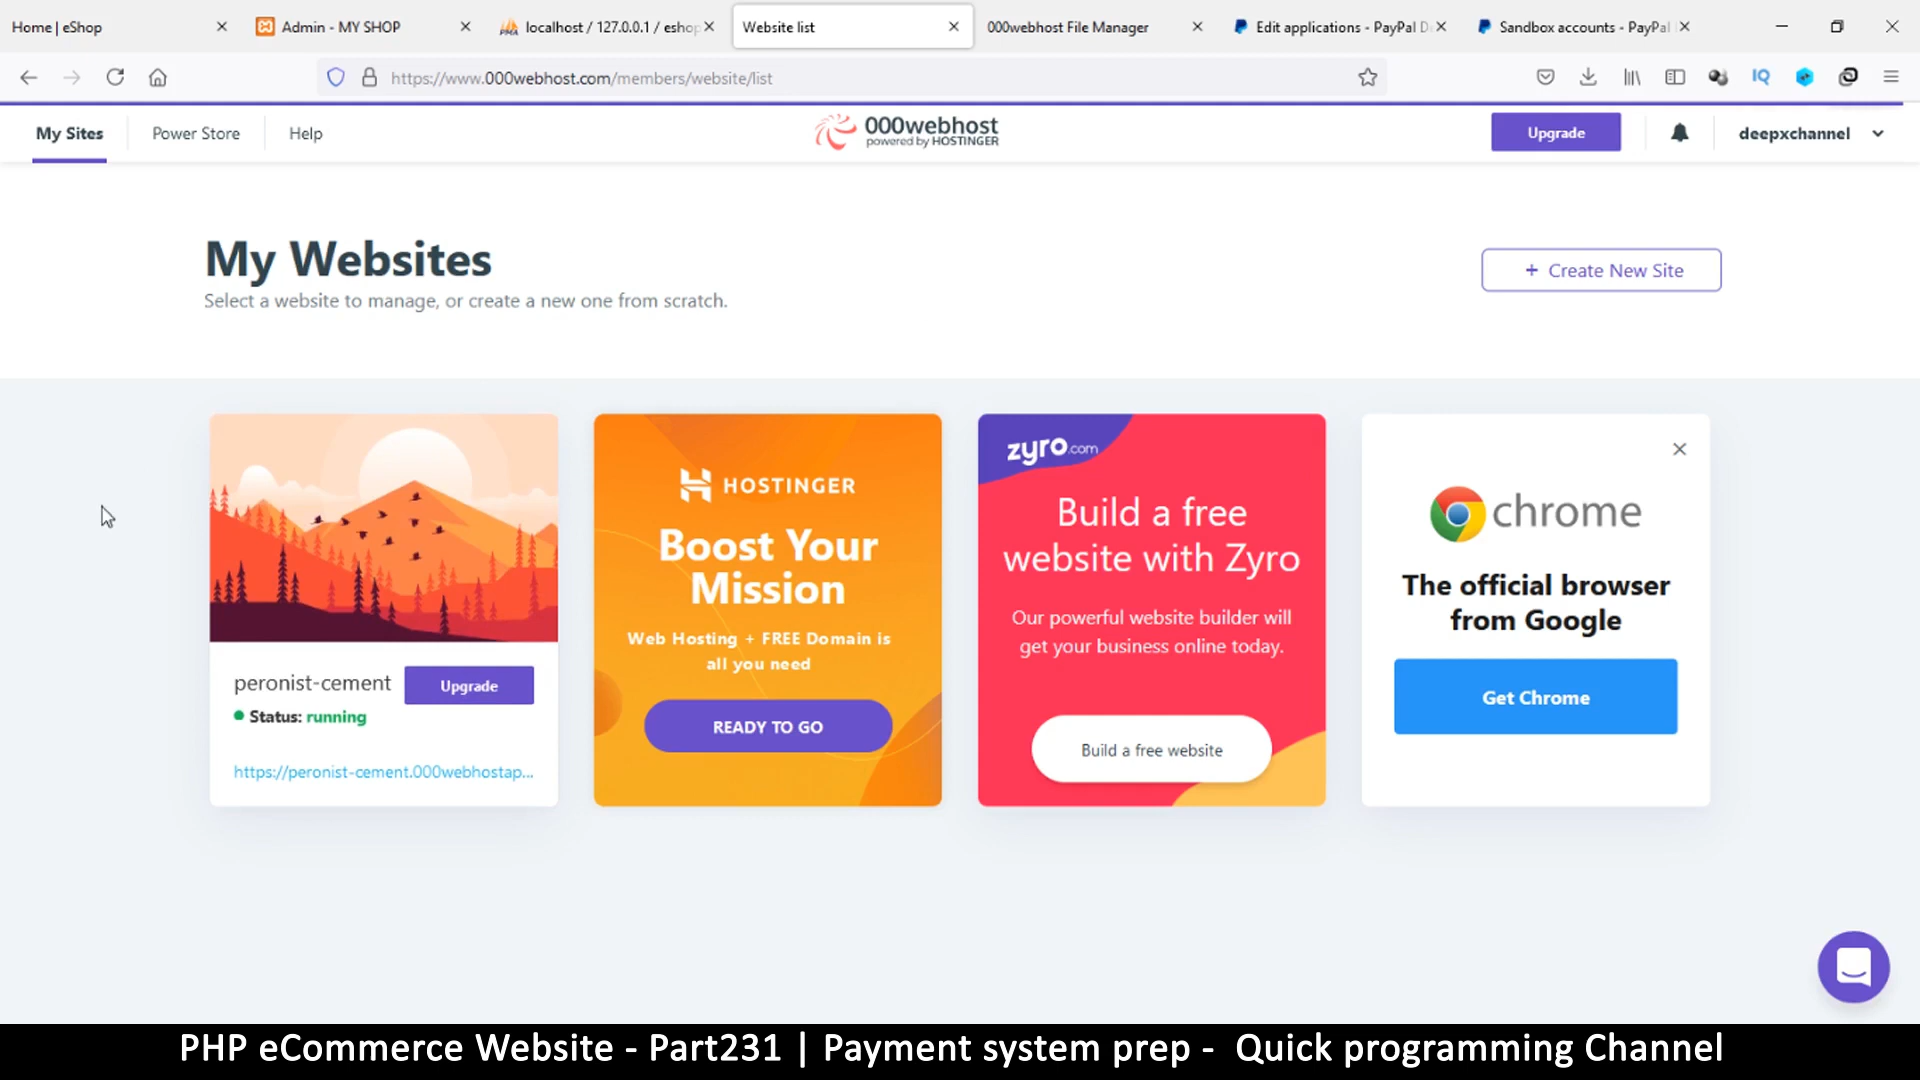 Home | eShop
Admin - MY SHOP
localhost / 127.0.0.1 / eshop
Website list
000webhost File Manager
Edit applications - PayPal D
Sandbox accounts - PayPal
https://www.000webhost.com/members/website/list
IQ
My Sites
Power Store
Help
000webhost
powered by HOSTINGER
Upgrade
deepxchannel
My Websites
Select a website to manage, or create a new one from scratch.
+ Create New Site
peronist-cement
Upgrade
Status: running
https://peronist-cement.000webhostap...
HOSTINGER
Boost Your
Mission
Web Hosting + FREE Domain is
all you need
READY TO GO
zyro.com
Build a free
website with Zyro
Our powerful website builder will
get your business online today.
Build a free website
chrome
The official browser
from Google
Get Chrome
PHP eCommerce Website - Part231 | Payment system prep - Quick programming Channel